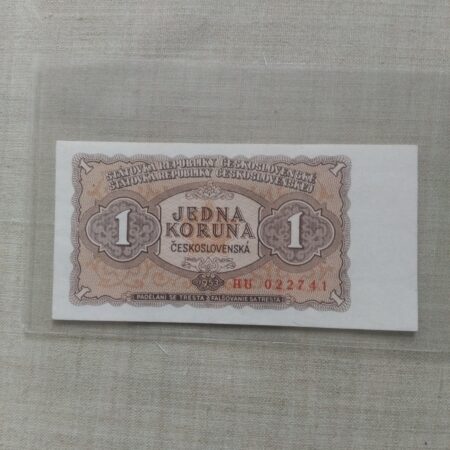 STATOVKA REPUBLIKY ČESKOSLOVENSKÉ
ŠTÁTOVKA REPUBLIKY ČESKOSLOVENSKEJ
1 JEDNA 1
KORUNA
ČESKOSLOVENSKÁ
1953
HU 022741
PADĚLÁNÍ SE TRESTÁ FALŠOVANIE SA TRESTÁ